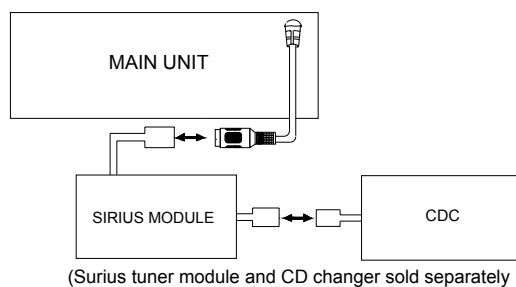 MAIN UNIT
SIRIUS MODULE
CDC
(Surius tuner module and CD changer sold separately